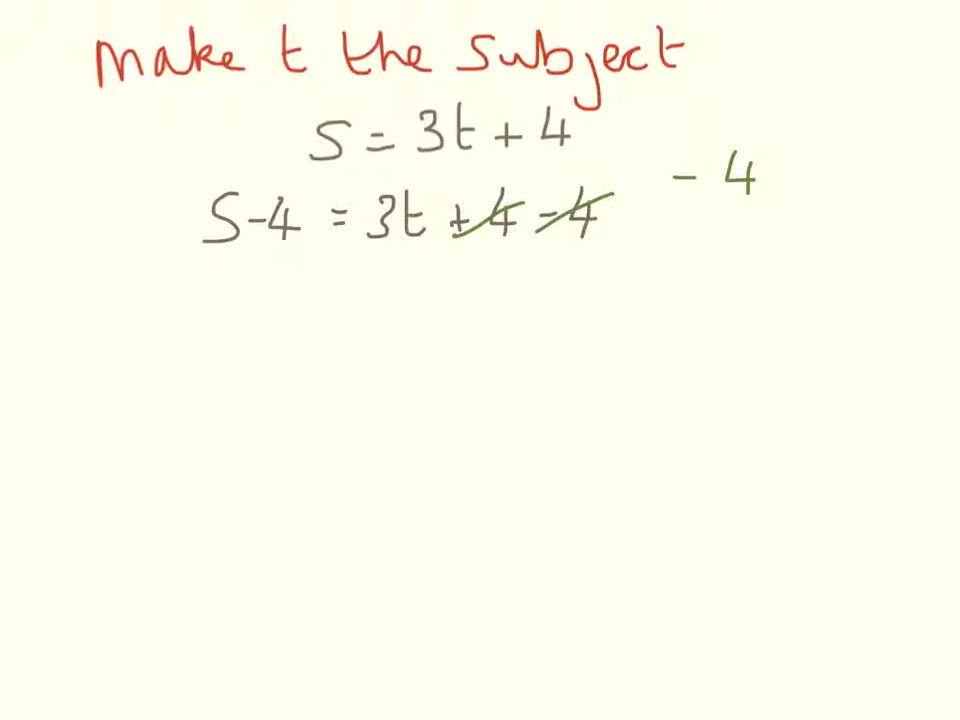 Make t the subject
S = 3t + 4
- 4
S-4 = 3t +4 -4